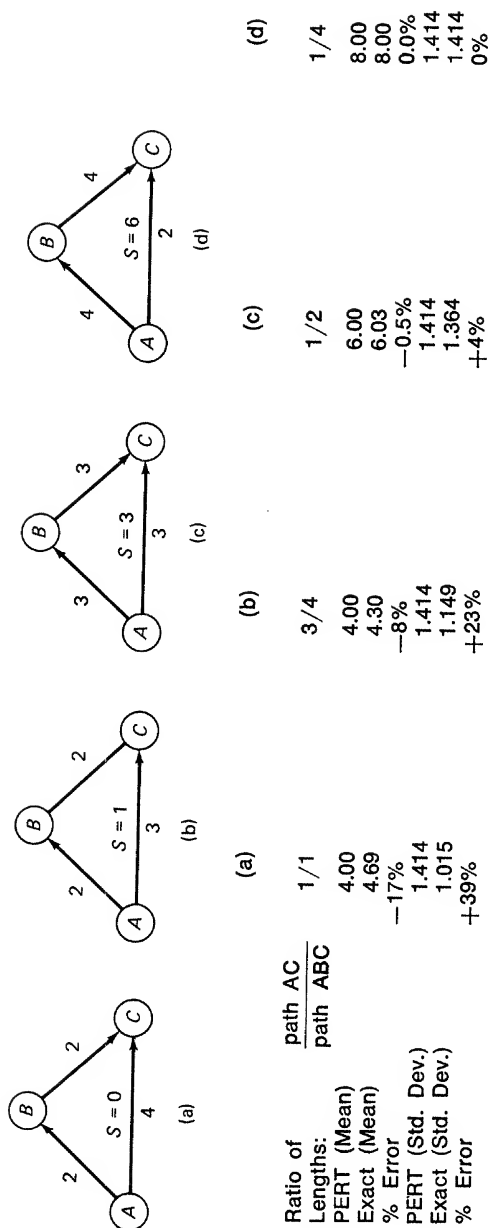 B B B B
2 2 2 2 3 3 4 4
S = 0 S = 1 S = 3 S = 6
A C A C A C A C
4 3 3 2
(a) (b) (c) (d)
(a) (b) (c) (d)
Ratio of path AC
Lengths: path ABC 1/1 3/4 1/2 1/4
PERT (Mean) 4.00 4.00 6.00 8.00
Exact (Mean) 4.69 4.30 6.03 8.00
% Error −17% −8% −0.5% 0.0%
PERT (Std. Dev.) 1.414 1.414 1.414 1.414
Exact (Std. Dev.) 1.015 1.149 1.364 1.414
% Error +39% +23% +4% 0%